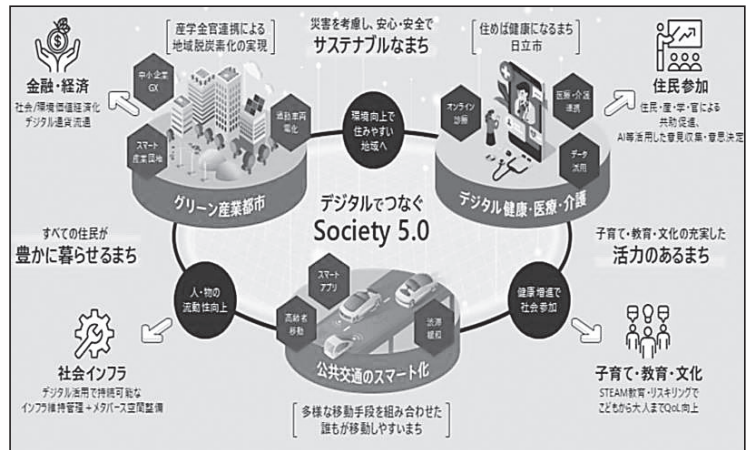 産学金官連携による
地域脱炭素化の実現
災害を考慮し、安心・安全で
サステナブルなまち
住めば健康になるまち
日立市
金融・経済
社会/環境価値経済化
デジタル通貨流通
中小企業
GX
スマート
産業団地
電動車再
電化
グリーン産業都市
環境向上で
住みやすい
地域へ
オンライン
診察
医療・介護
連携
データ
活用
デジタル健康・医療・介護
住民参加
住民・産・学・官による
共助促進、
AI等活用した意見収集・意思決定
デジタルでつなぐ
Society 5.0
すべての住民が
豊かに暮らせるまち
子育て・教育・文化の充実した
活力のあるまち
人・物の
流動性向上
スマート
アプリ
高齢者
移動
渋滞
緩和
公共交通のスマート化
健康増進で
社会参加
社会インフラ
デジタル活用で持続可能な
インフラ維持管理+メタバース空間整備
多様な移動手段を組み合わせた
誰もが移動しやすいまち
子育て・教育・文化
STEAM教育・リスキリングで
こどもから大人までQoL向上